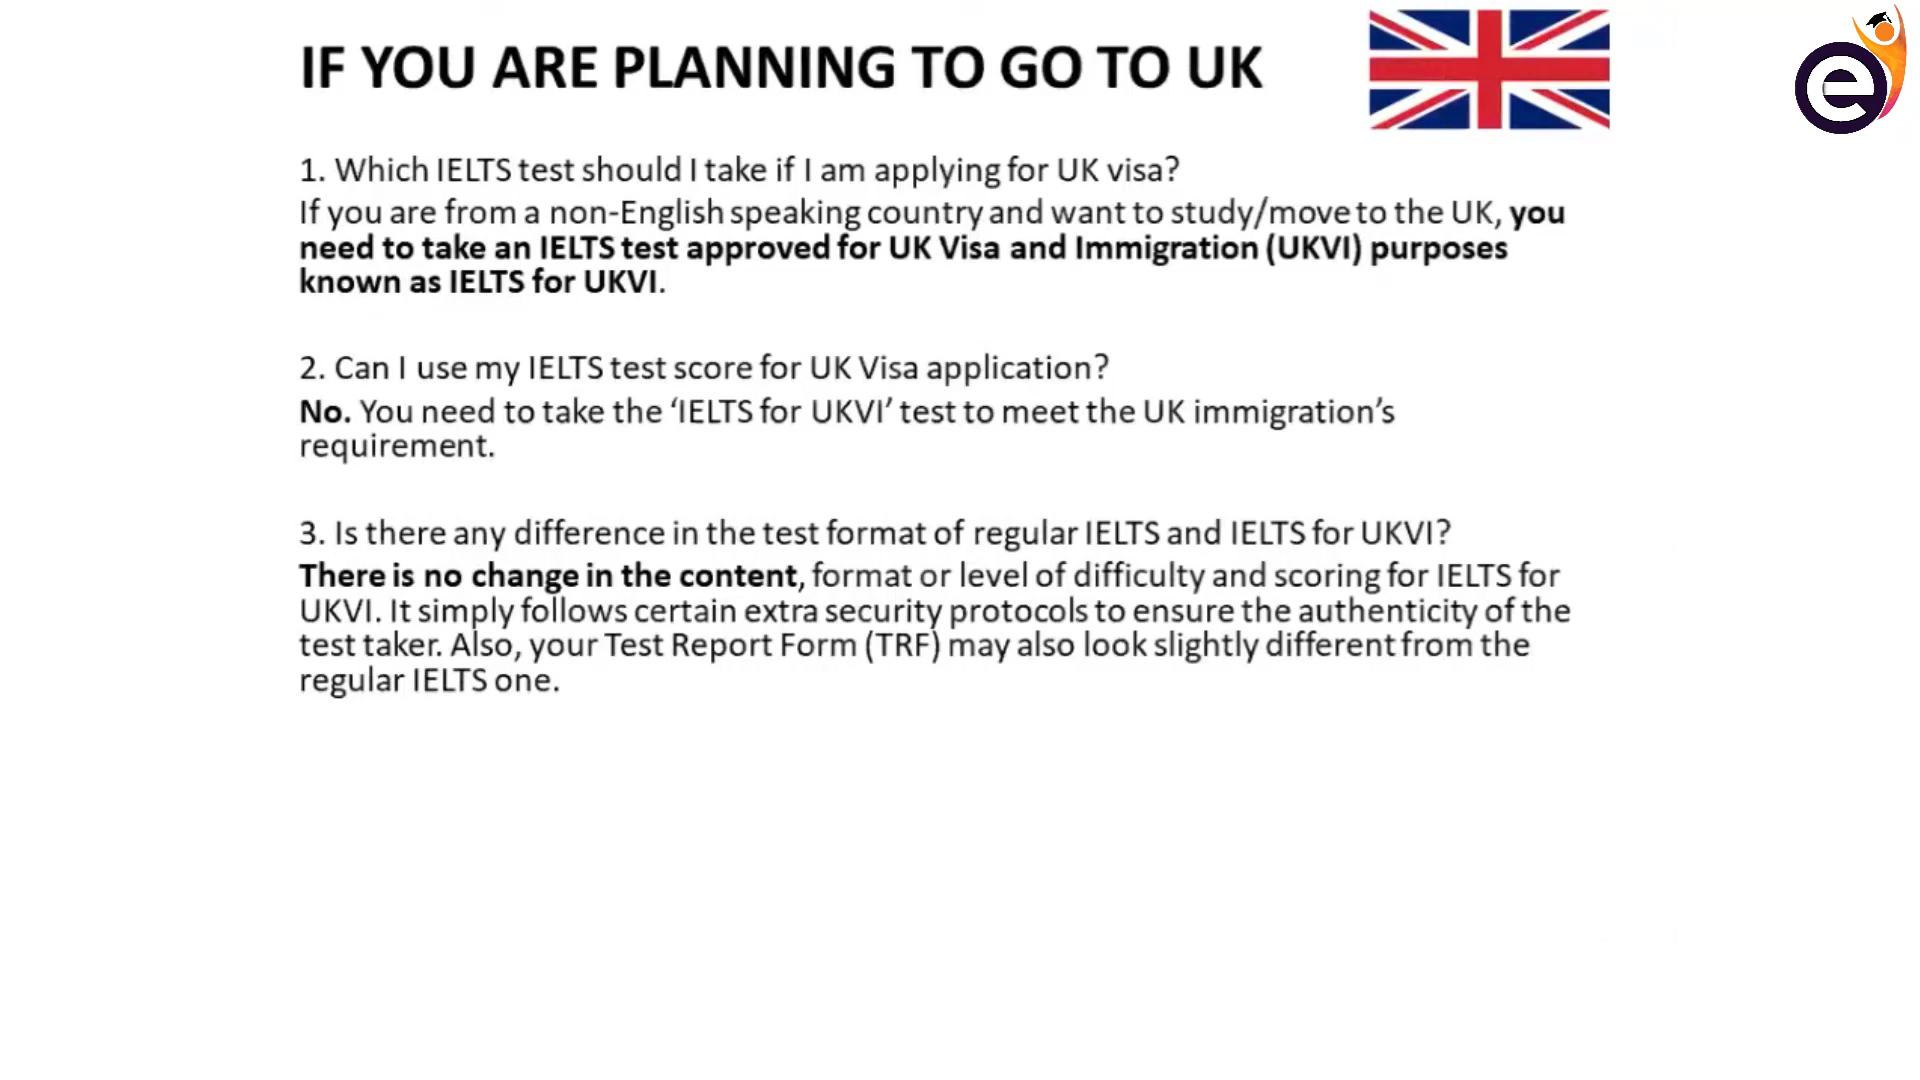 IF YOU ARE PLANNING TO GO TO UK
e
1. Which IELTS test should I take if I am applying for UK visa?
If you are from a non-English speaking country and want to study/move to the UK, you
need to take an IELTS test approved for UK Visa and Immigration (UKVI) purposes
known as IELTS for UKVI.
2. Can I use my IELTS test score for UK Visa application?
No. You need to take the ‘IELTS for UKVI’ test to meet the UK immigration’s
requirement.
3. Is there any difference in the test format of regular IELTS and IELTS for UKVI?
There is no change in the content, format or level of difficulty and scoring for IELTS for
UKVI. It simply follows certain extra security protocols to ensure the authenticity of the
test taker. Also, your Test Report Form (TRF) may also look slightly different from the
regular IELTS one.